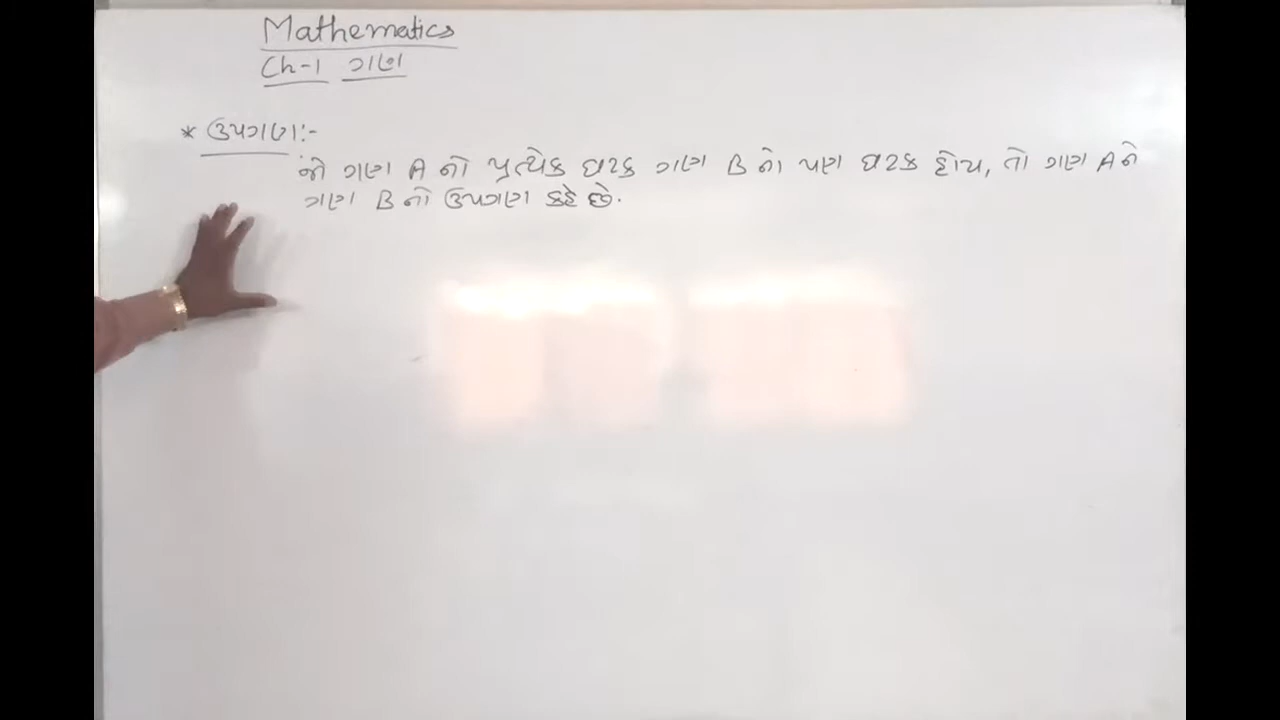 Mathematics
Ch-1 ગણ
* ઉપગણ:-
જો ગણ A નો પ્રત્યેક ઘટક ગણ B નો પણ ઘટક હોય, તો ગણ A ને
ગણ B નો ઉપગણ કહે છે.